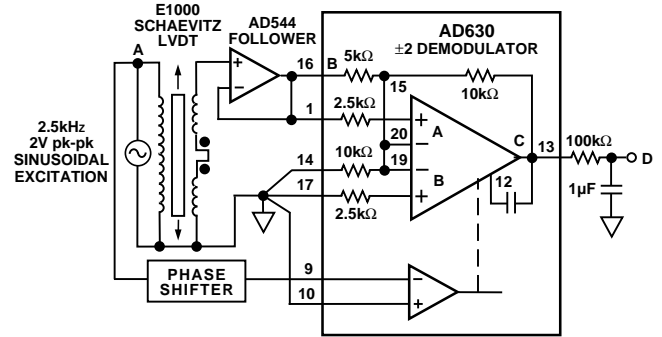 E1000
SCHAEVITZ
LVDT
AD544
FOLLOWER
AD630
±2 DEMODULATOR
A
16
B
5kΩ
15
10kΩ
1
2.5kΩ
A
20
19
B
C
13
100kΩ
D
12
1µF
2.5kHz
2V pk-pk
SINUSOIDAL
EXCITATION
14
10kΩ
17
2.5kΩ
PHASE
SHIFTER
9
10
+
–
+
–
–
+
–
+